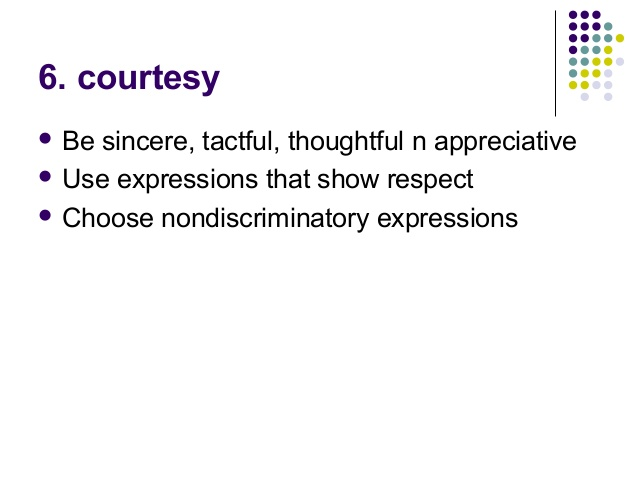 6. courtesy
Be sincere, tactful, thoughtful n appreciative
Use expressions that show respect
Choose nondiscriminatory expressions